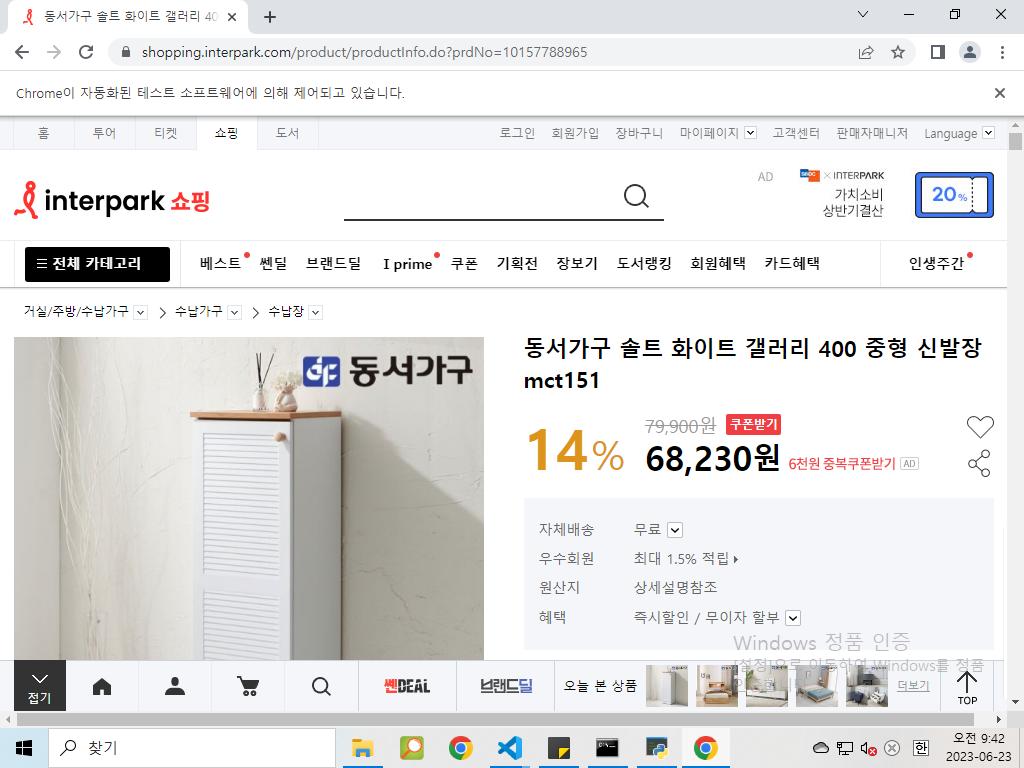 동서가구 솔트 화이트 갤러리 40
shopping.interpark.com/product/productInfo.do?prdNo=10157788965
Chrome이 자동화된 테스트 소프트웨어에 의해 제어되고 있습니다.
홈 투어 티켓 쇼핑 도서 로그인 회원가입 장바구니 마이페이지 고객센터 판매자매니저 Language
interpark 쇼핑
AD
× INTERPARK
가치소비
상반기결산
20%
전체 카테고리 베스트 쎈딜 브랜드딜 I prime 쿠폰 기획전 장보기 도서랭킹 회원혜택 카드혜택 인생주간
거실/주방/수납가구 > 수납가구 > 수납장
동서가구
동서가구 솔트 화이트 갤러리 400 중형 신발장
mct151
14%
79,900원 쿠폰받기
68,230원 6천원 중복쿠폰받기 AD
자체배송 무료
우수회원 최대 1.5% 적립
원산지 상세설명참조
혜택 즉시할인 / 무이자 할부
Windows 정품 인증
[설정]으로 이동하여 Windows를 정품
접기
쎈DEAL
브랜드딜
오늘 본 상품
더보기
TOP
찾기
한
오전 9:42
2023-06-23